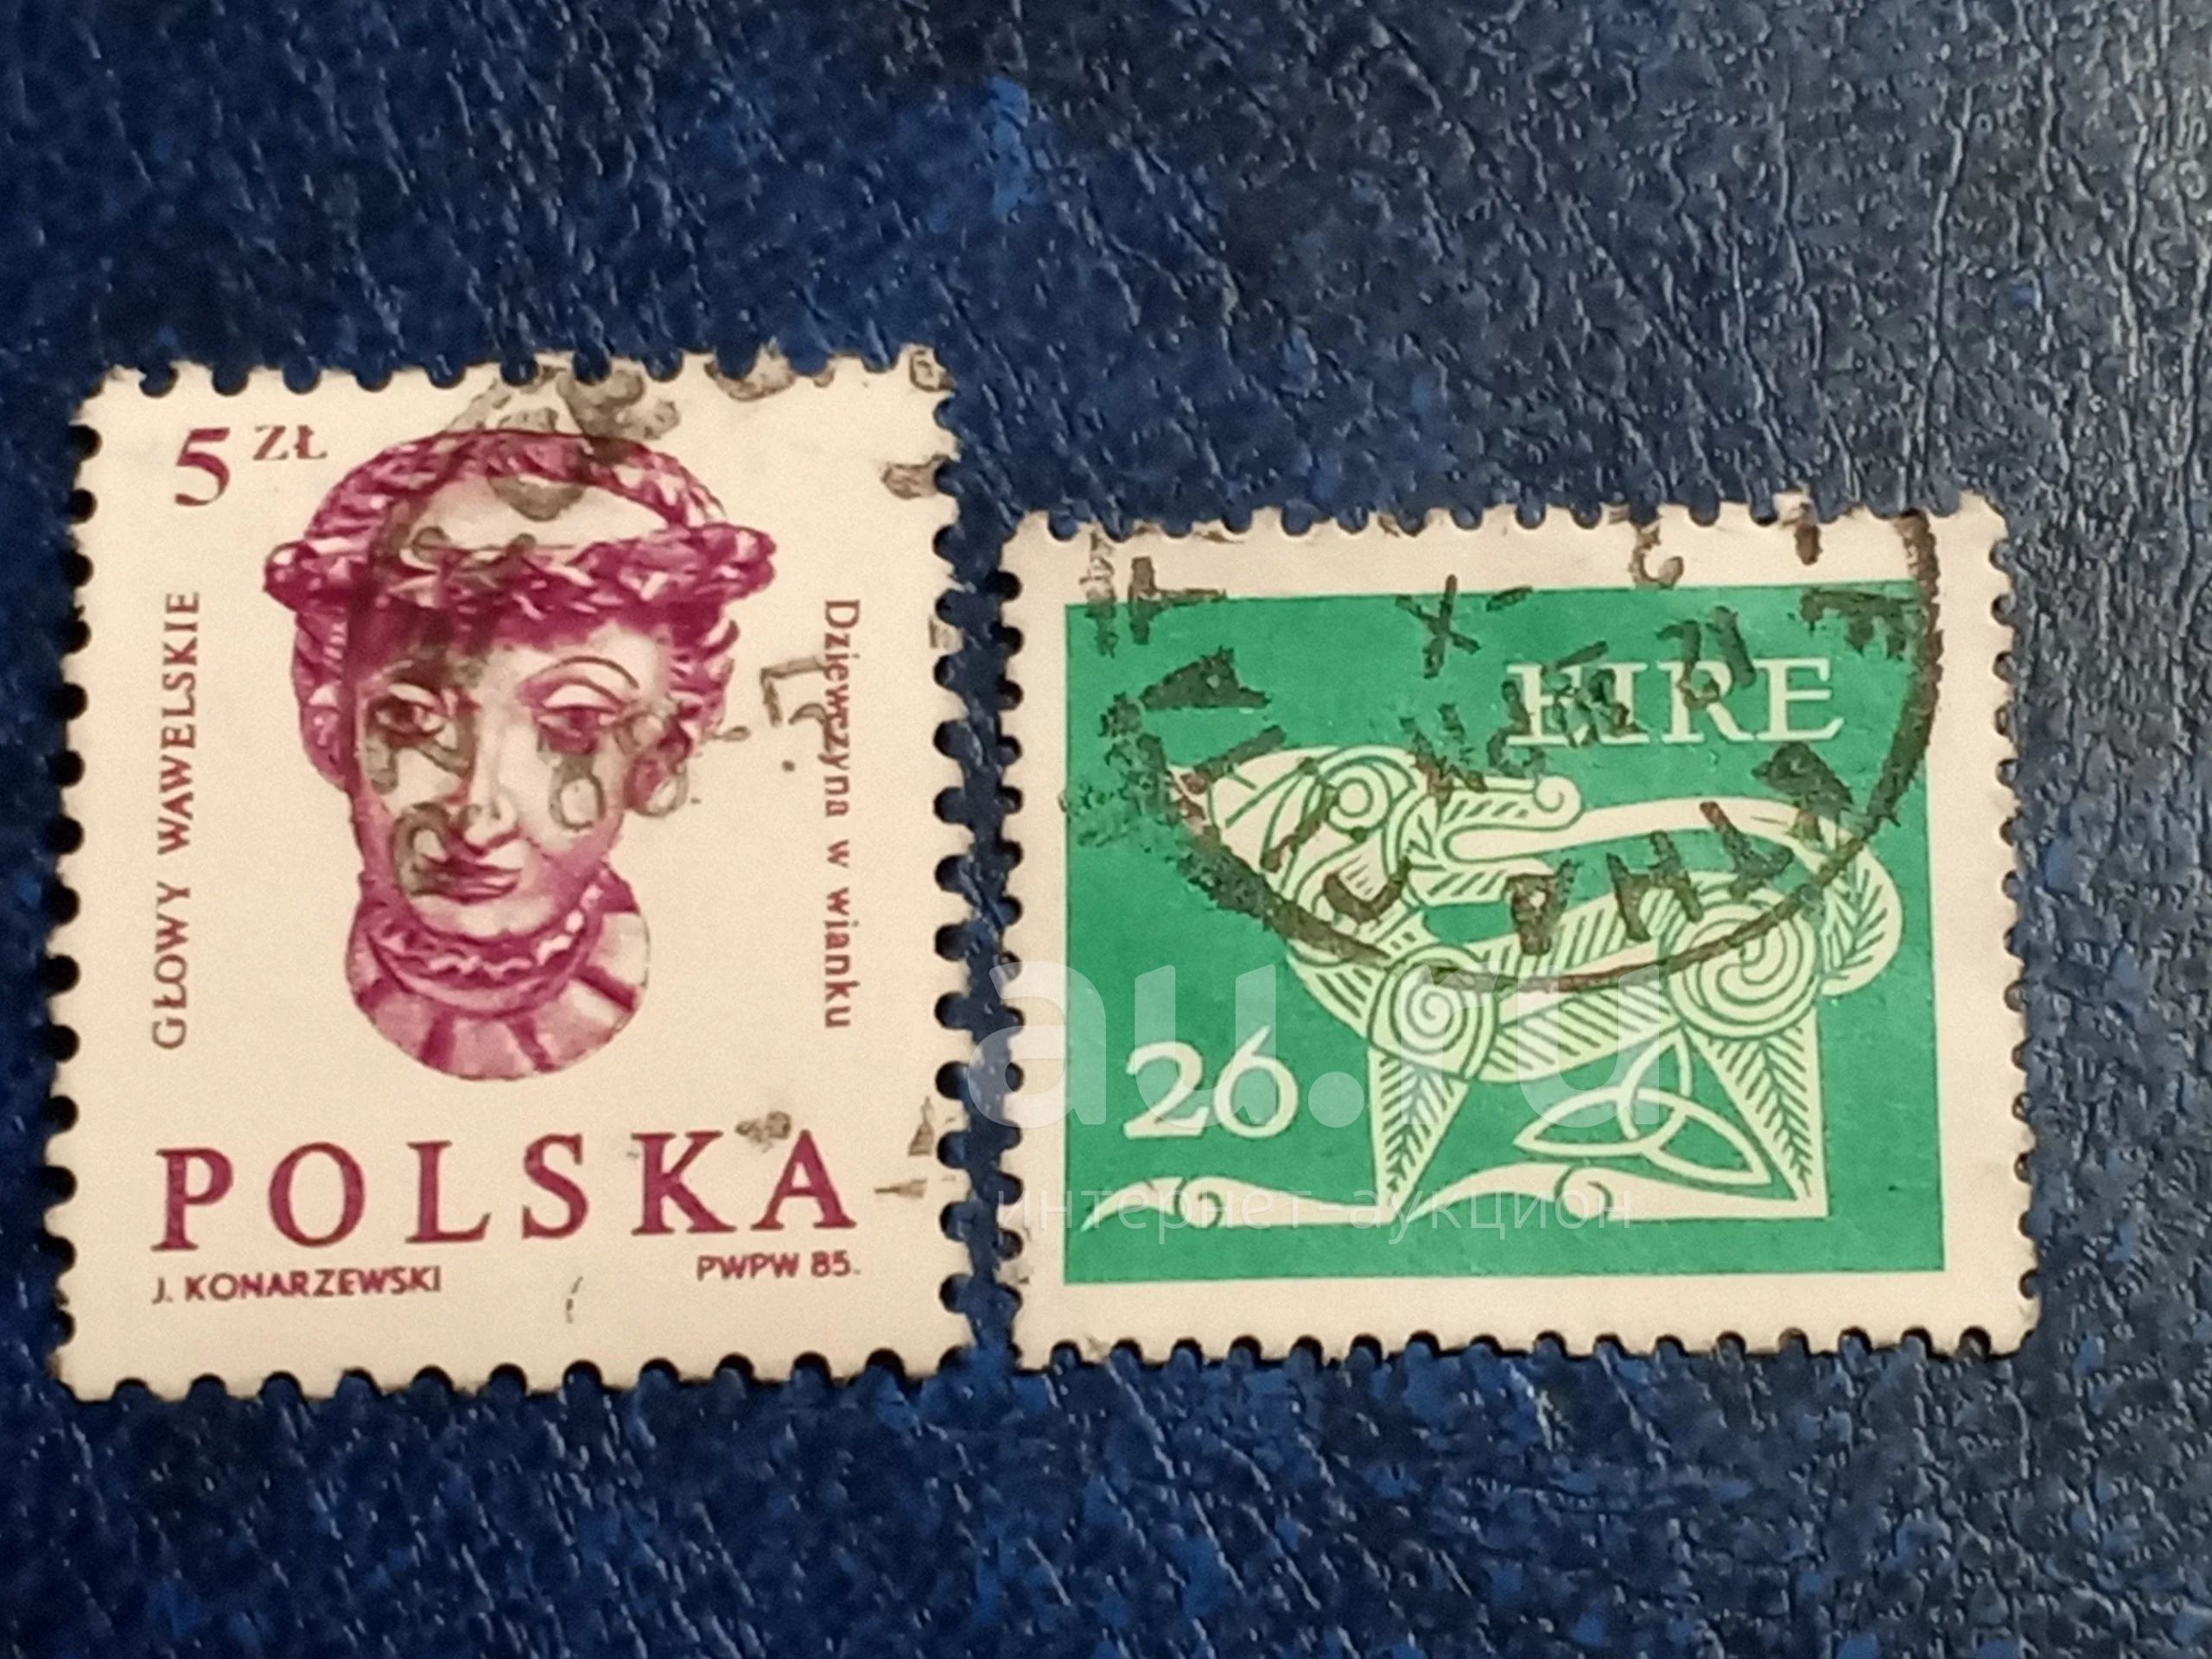 5 ZŁ
GŁOWY WAWELSKIE
Dziewczyna w wianku
POLSKA
J. KONARZEWSKI
PWPW 85.
EIRE
26
au.ru
интернет-аукцион